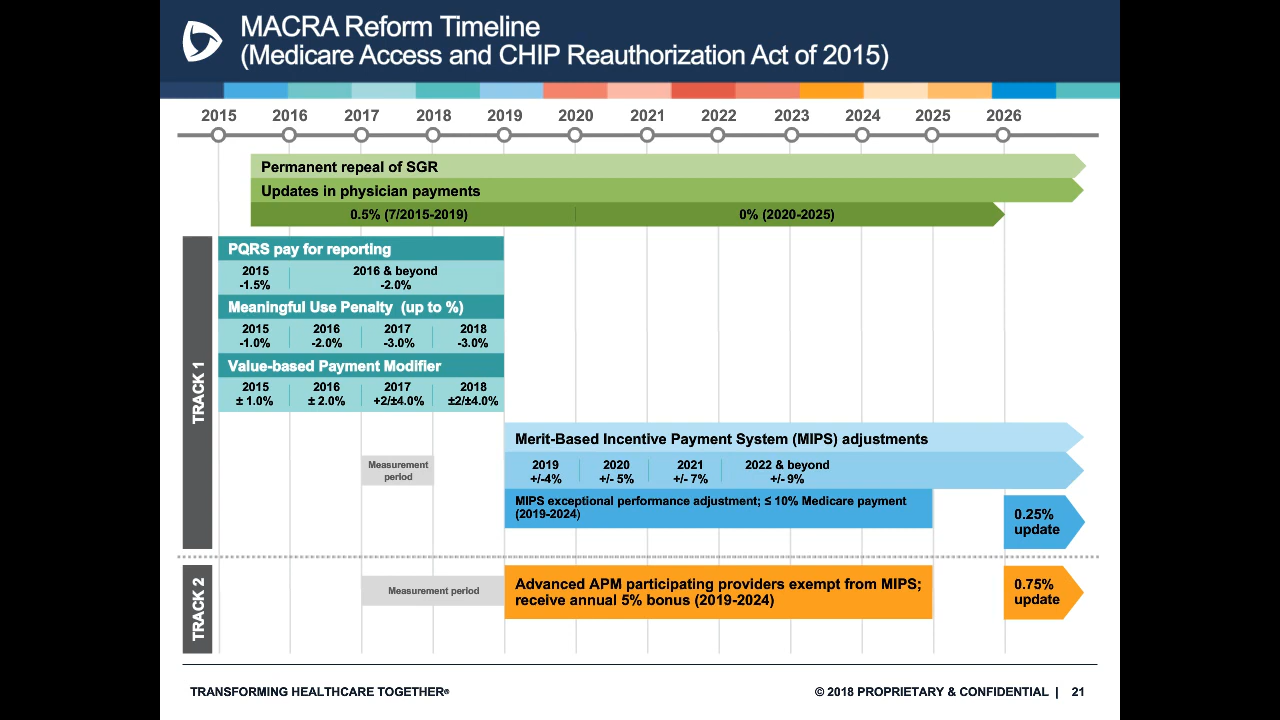 MACRA Reform Timeline
(Medicare Access and CHIP Reauthorization Act of 2015)
2015 2016 2017 2018 2019 2020 2021 2022 2023 2024 2025 2026
Permanent repeal of SGR
Updates in physician payments
0.5% (7/2015-2019) 0% (2020-2025)
TRACK 1
PQRS pay for reporting
2015 2016 & beyond
-1.5% -2.0%
Meaningful Use Penalty (up to %)
2015 2016 2017 2018
-1.0% -2.0% -3.0% -3.0%
Value-based Payment Modifier
2015 2016 2017 2018
± 1.0% ± 2.0% +2/±4.0% ±2/±4.0%
Merit-Based Incentive Payment System (MIPS) adjustments
Measurement
period
2019 2020 2021 2022 & beyond
+/-4% +/- 5% +/- 7% +/- 9%
MIPS exceptional performance adjustment; ≤ 10% Medicare payment
(2019-2024)
0.25%
update
TRACK 2
Measurement period
Advanced APM participating providers exempt from MIPS;
receive annual 5% bonus (2019-2024)
0.75%
update
TRANSFORMING HEALTHCARE TOGETHER®
© 2018 PROPRIETARY & CONFIDENTIAL | 21